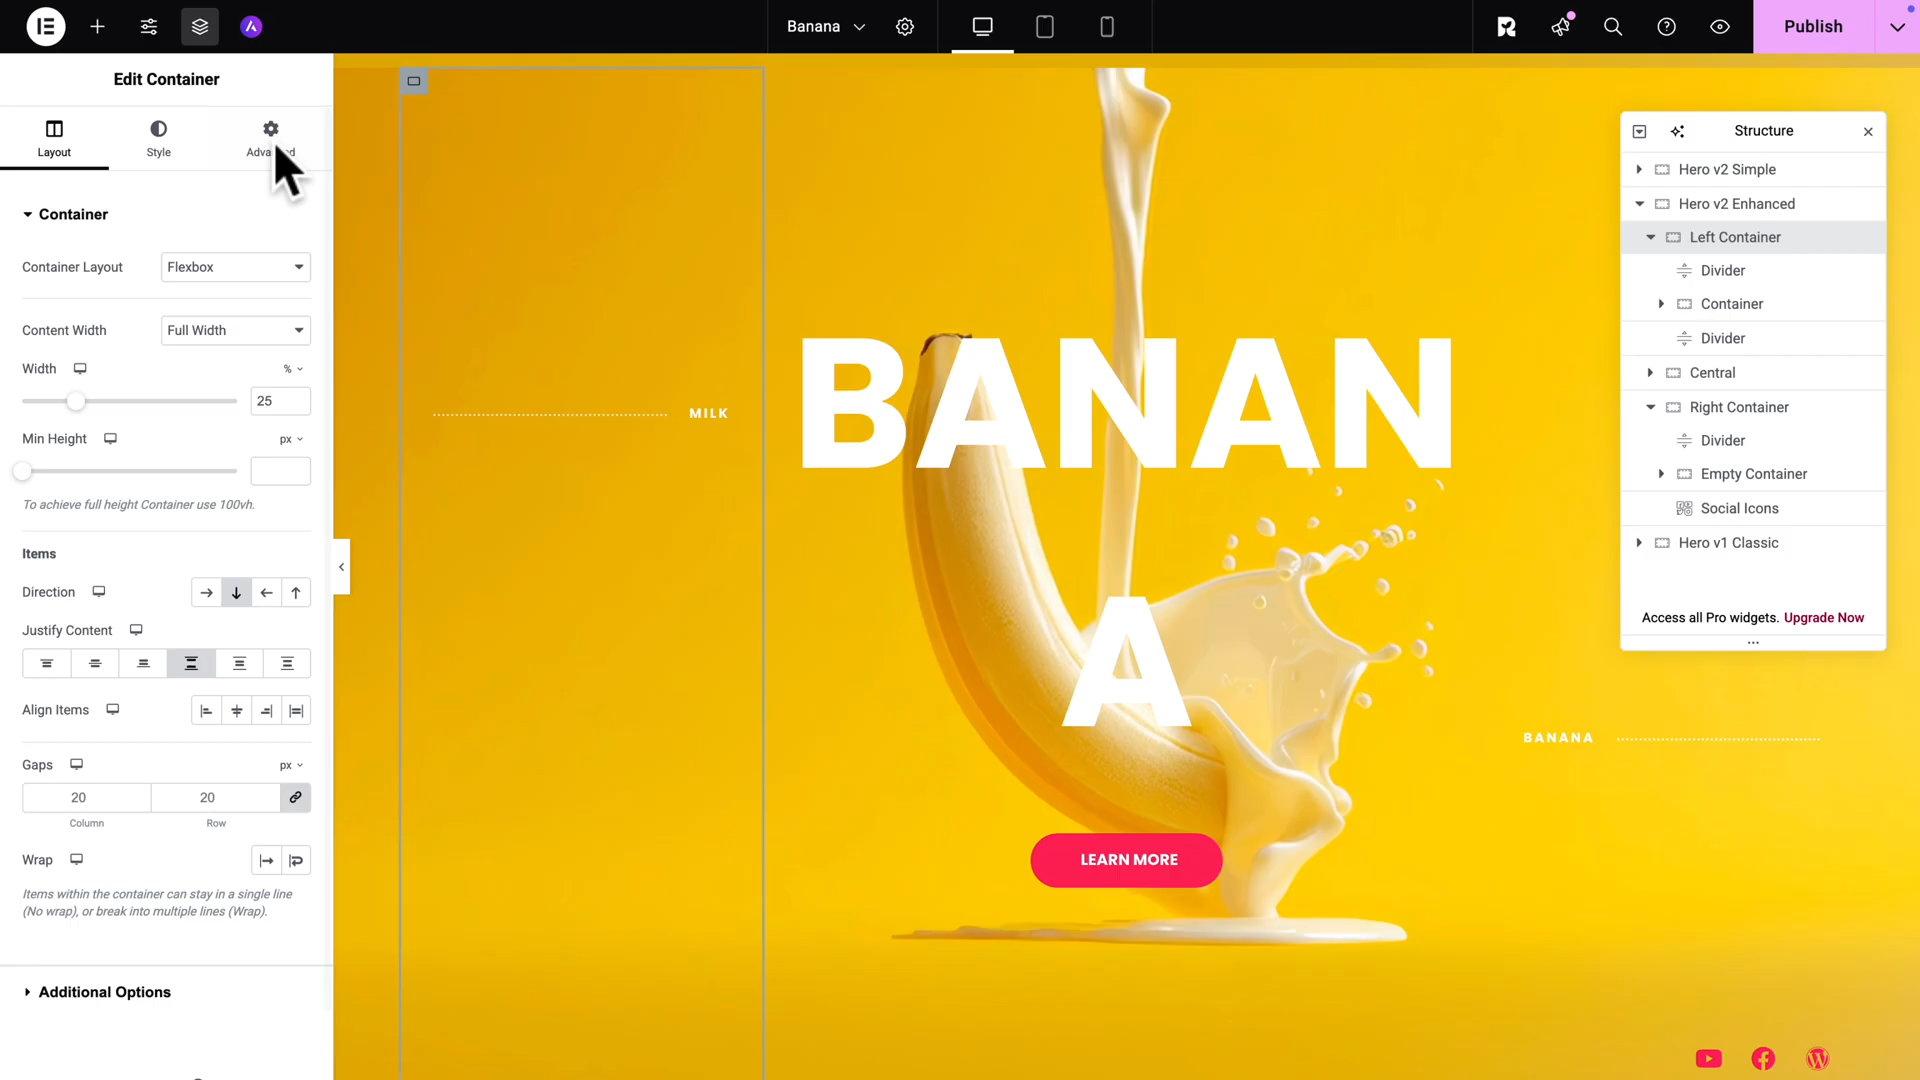 Banana
Publish
Edit Container
Layout
Style
Container
Container Layout
Flexbox
Content Width
Full Width
Width
%
25
Min Height
px
To achieve full height Container use 100vh.
Items
Direction
Justify Content
Align Items
Gaps
px
20
20
Column
Row
Wrap
Items within the container can stay in a single line
(No wrap), or break into multiple lines (Wrap).
Additional Options
MILK
BANAN
A
LEARN MORE
BANANA
Structure
Hero v2 Simple
Hero v2 Enhanced
Left Container
Divider
Container
Divider
Central
Right Container
Divider
Empty Container
Social Icons
Hero v1 Classic
Access all Pro widgets. Upgrade Now